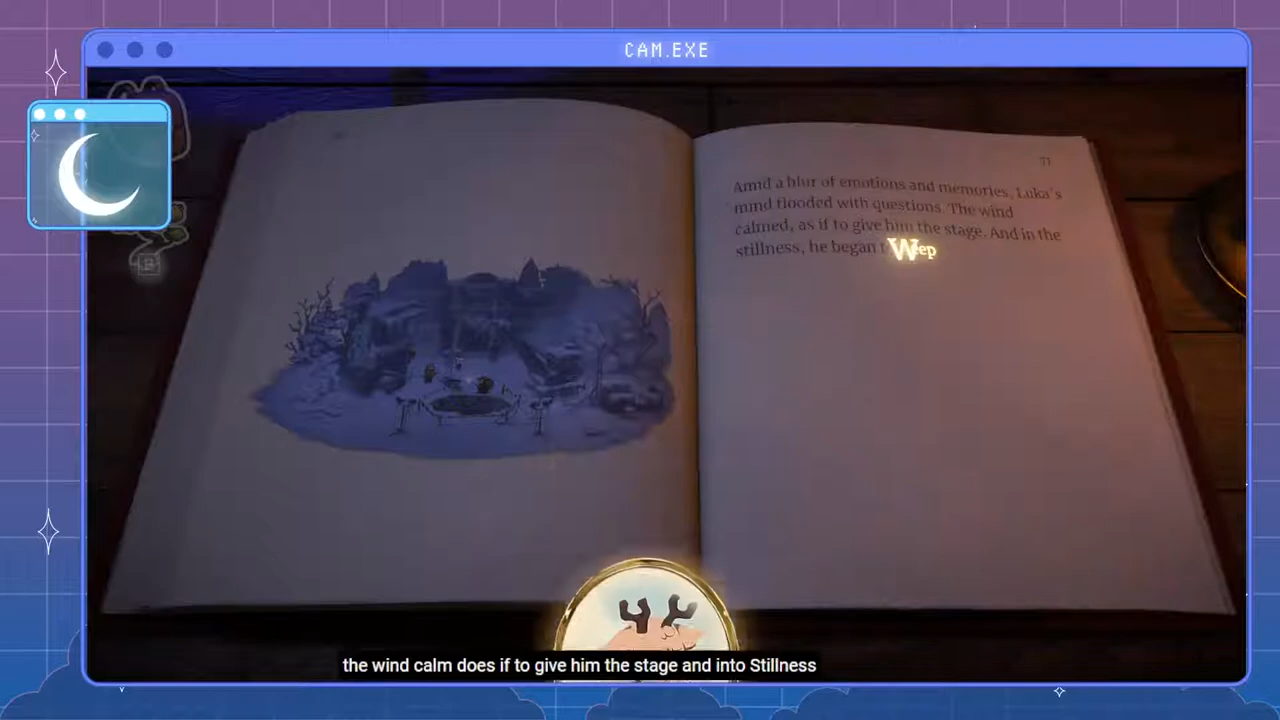 CAM.EXE
71
Amid a blur of emotions and memories, Luka's
mind flooded with questions. The wind
calmed, as if to give him the stage. And in the
stillness, he began t Weep
B
the wind calm does if to give him the stage and into Stillness